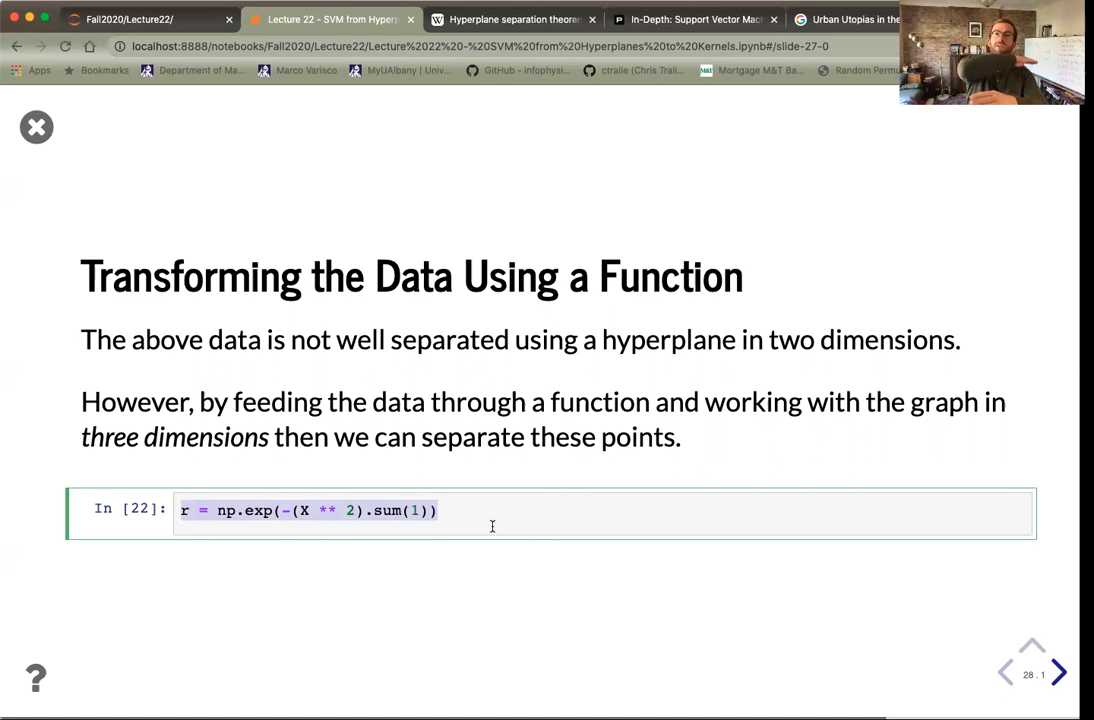 Fall2020/Lecture22/
Lecture 22 - SVM from Hyperp
Hyperplane separation theorem
In-Depth: Support Vector Mac
Urban Utopias in the
localhost:8888/notebooks/Fall2020/Lecture22/Lecture%2022%20-%20SVM%20from%20Hyperplanes%20to%20Kernels.ipynb#/slide-27-0
Apps
Bookmarks
Department of Ma...
Marco Varisco
MyUAlbany | Univ...
GitHub - infophysi...
ctralie (Chris Trali...
M&T
Mortgage M&T Ba...
Random Permu
Transforming the Data Using a Function
The above data is not well separated using a hyperplane in two dimensions.
However, by feeding the data through a function and working with the graph in
three dimensions then we can separate these points.
In [22]: r = np.exp(-(X ** 2).sum(1))
?
28.1